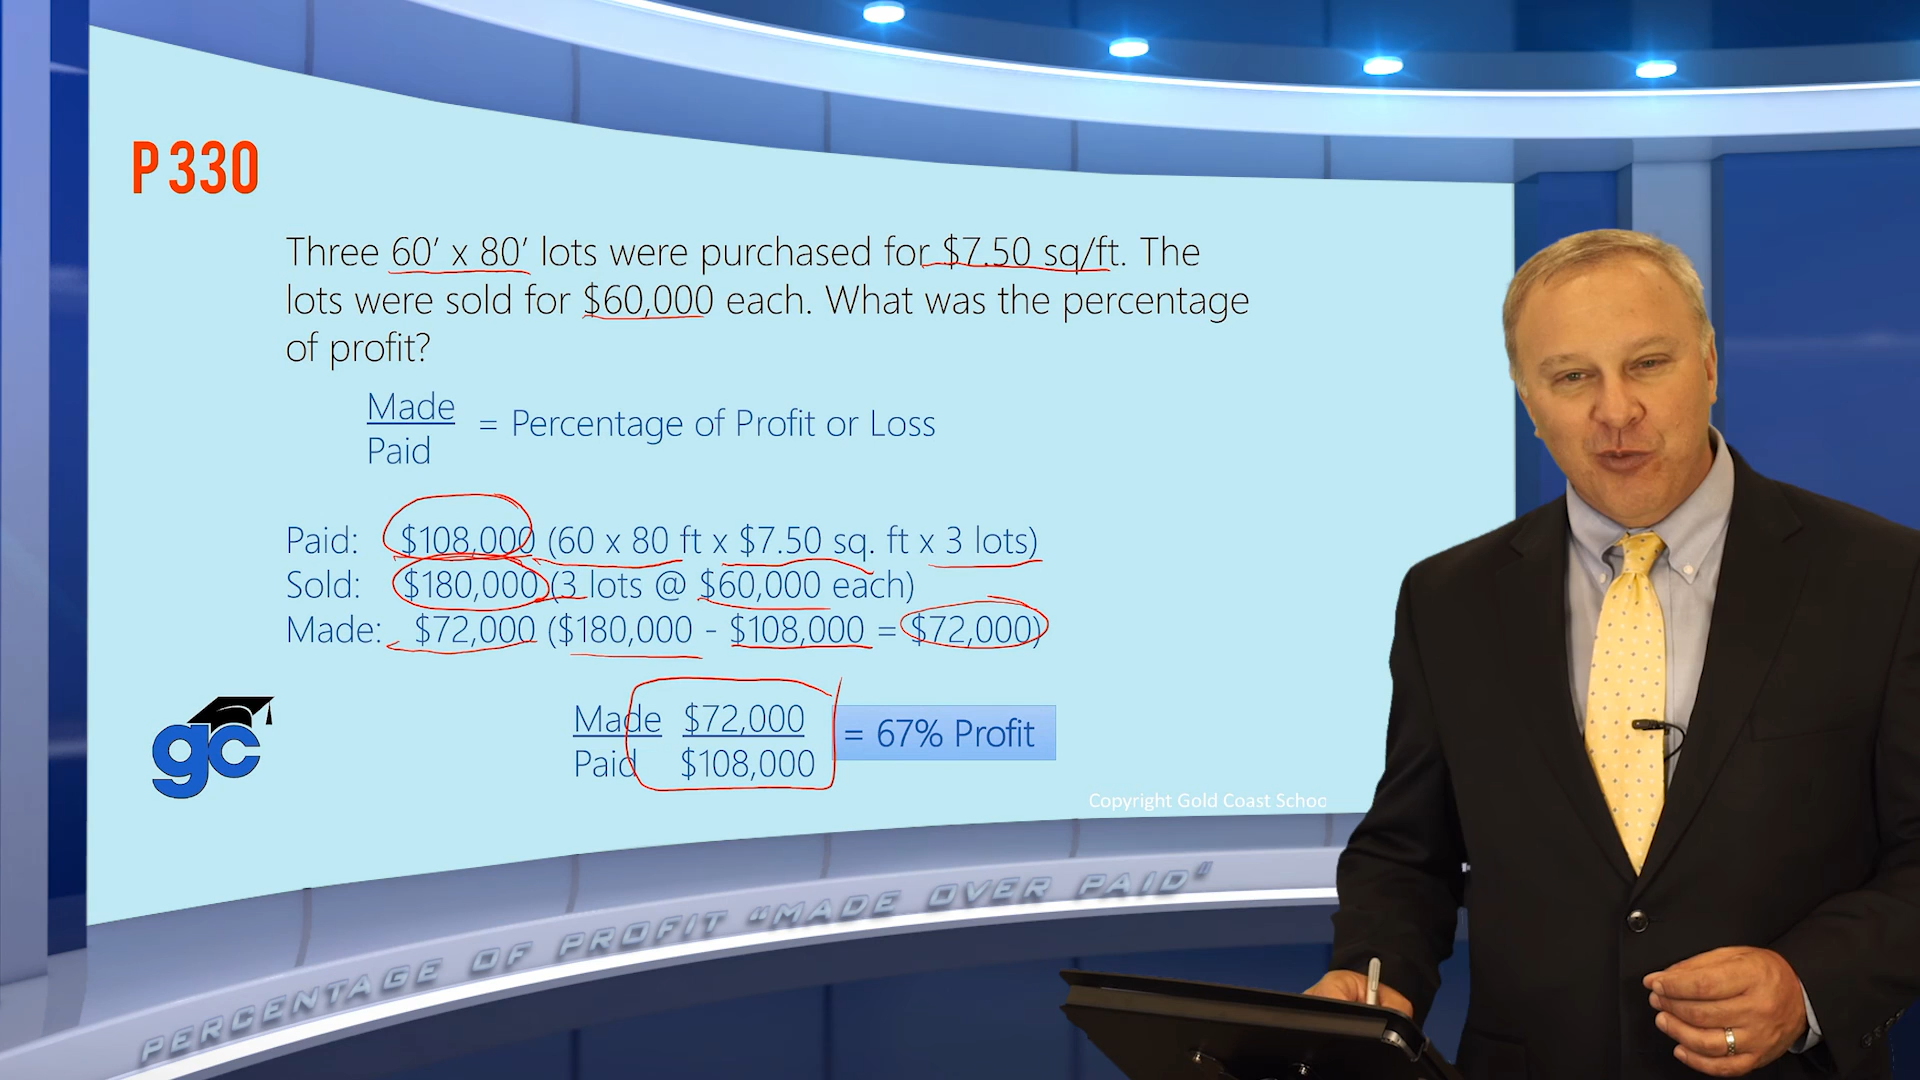 P 330
Three 60’ x 80’ lots were purchased for $7.50 sq/ft. The
lots were sold for $60,000 each. What was the percentage
of profit?
Made
= Percentage of Profit or Loss
Paid
Paid: $108,000 (60 x 80 ft x $7.50 sq. ft x 3 lots)
Sold: $180,000 (3 lots @ $60,000 each)
Made: $72,000 ($180,000 - $108,000 = $72,000)
Made $72,000
= 67% Profit
Paid $108,000
gc
Copyright Gold Coast Schoo
PERCENTAGE OF PROFIT “MADE OVER PAID”